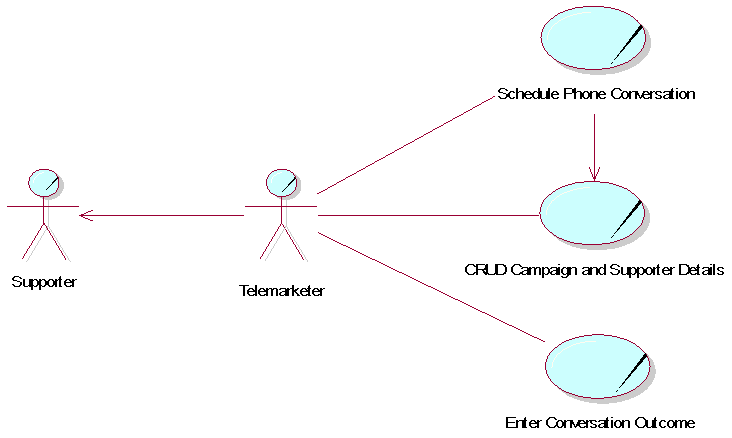 Schedule Phone Conversation
CRUD Campaign and Supporter Details
Supporter
Telemarketer
Enter Conversation Outcome